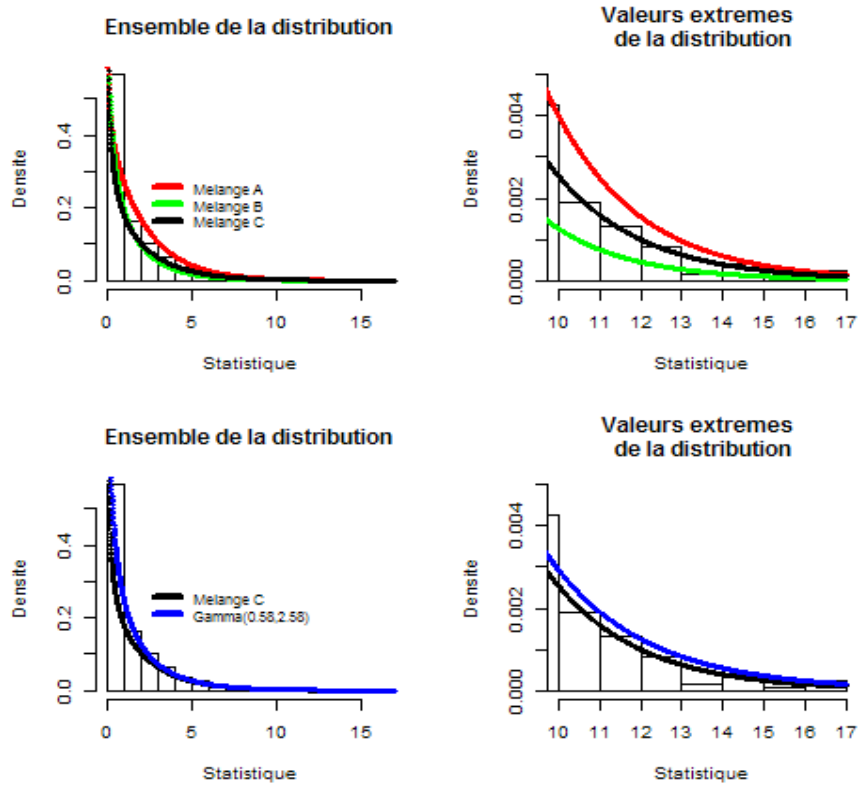 Ensemble de la distribution
Densite
0.0 0.2 0.4
Melange A
Melange B
Melange C
0 5 10 15
Statistique
Valeurs extremes
de la distribution
Densite
0.000 0.002 0.004
10 11 12 13 14 15 16 17
Statistique
Ensemble de la distribution
Densite
0.0 0.2 0.4
Melange C
Gamma(0.58,2.58)
0 5 10 15
Statistique
Valeurs extremes
de la distribution
Densite
0.000 0.002 0.004
10 11 12 13 14 15 16 17
Statistique